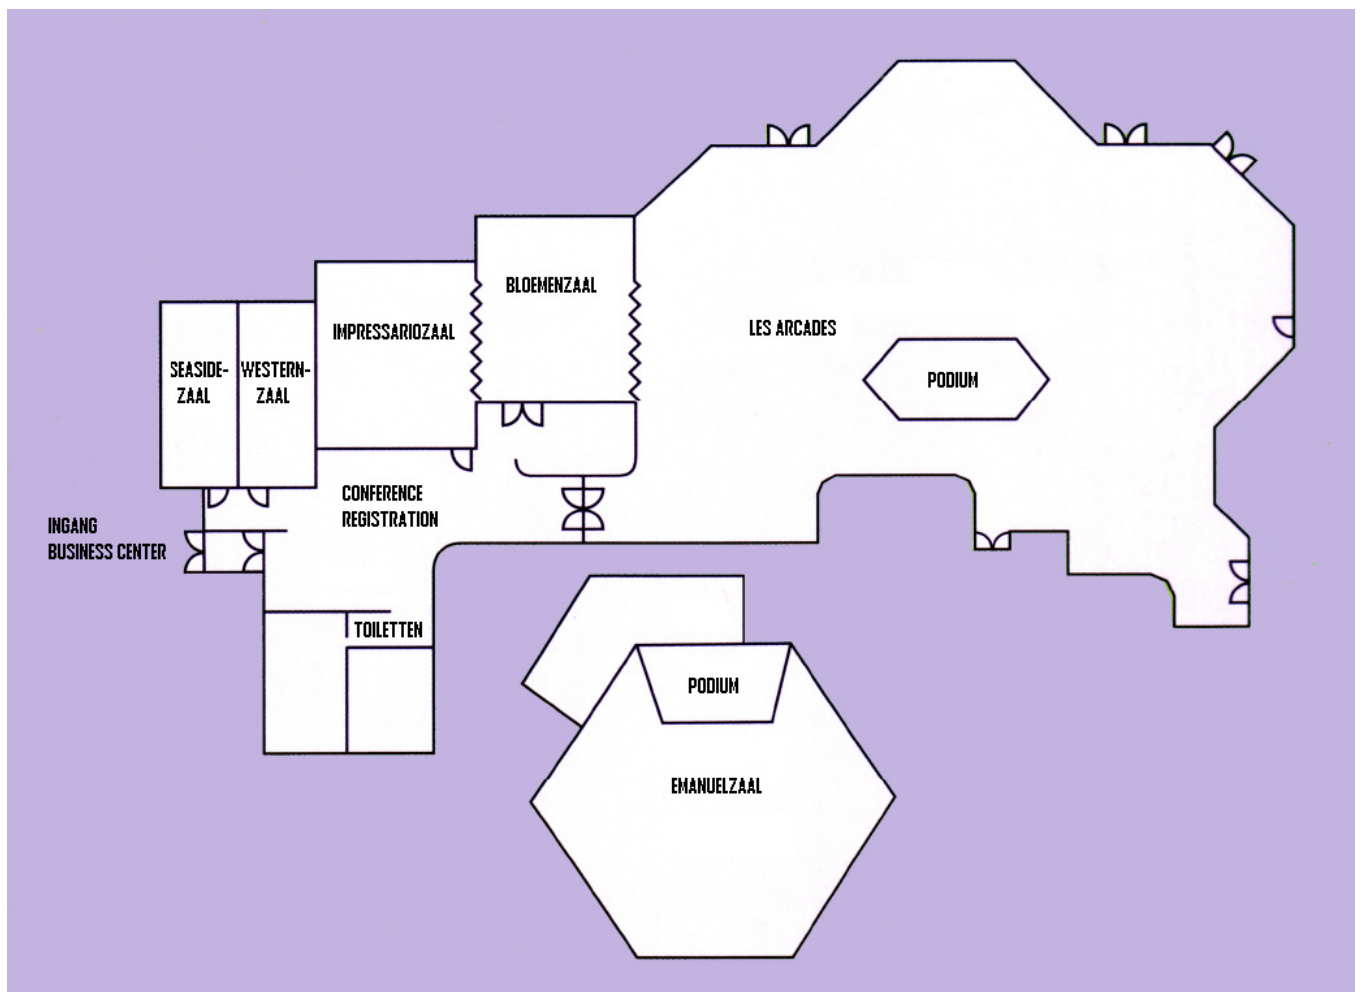 BLOEMENZAAL
IMPRESSARIOZAAL
LES ARCADES
SEASIDE-
ZAAL
WESTERN-
ZAAL
PODIUM
CONFERENCE
REGISTRATION
INGANG
BUSINESS CENTER
TOILETTEN
PODIUM
EMANUELZAAL